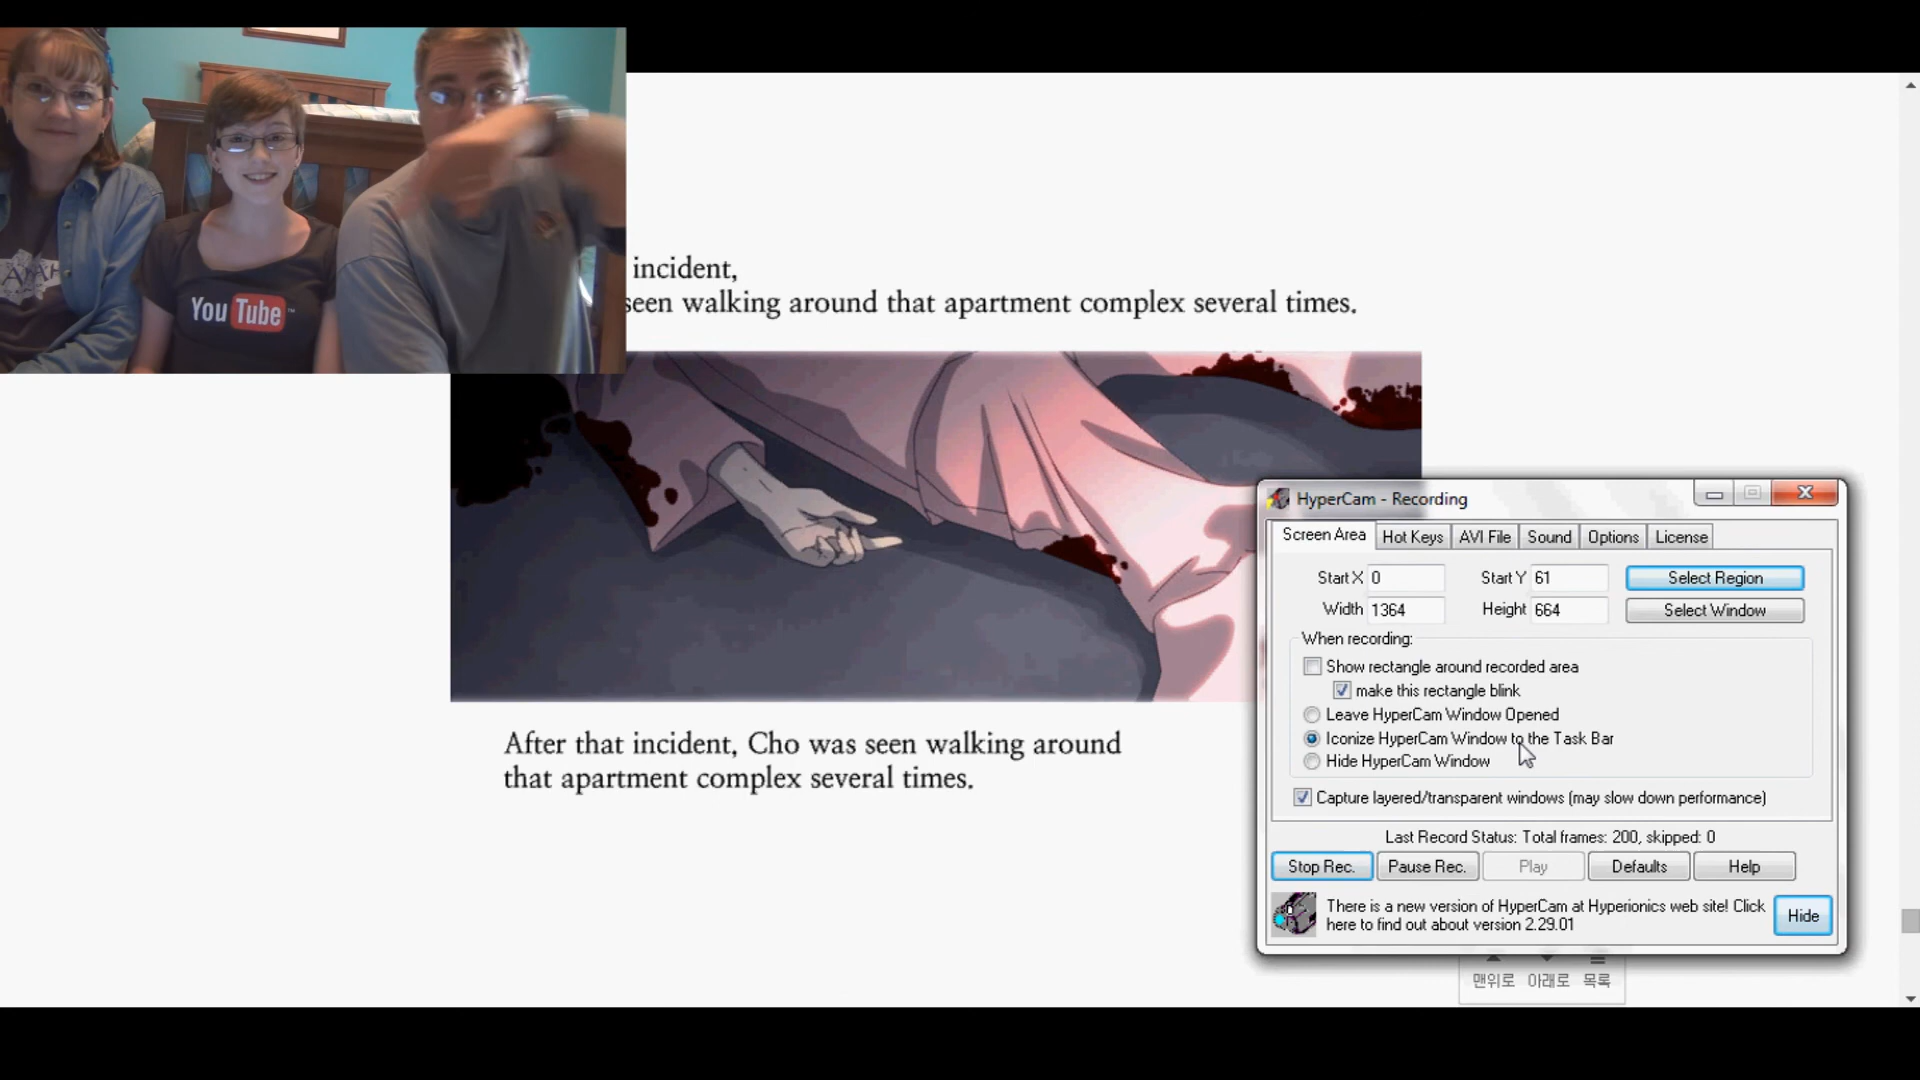 AJAH
YouTube™
incident,
seen walking around that apartment complex several times.
After that incident, Cho was seen walking around
that apartment complex several times.
HyperCam - Recording
Screen Area Hot Keys AVI File Sound Options License
Start X 0 Start Y 61 Select Region
Width 1364 Height 664 Select Window
When recording:
Show rectangle around recorded area
make this rectangle blink
Leave HyperCam Window Opened
Iconize HyperCam Window to the Task Bar
Hide HyperCam Window
Capture layered/transparent windows (may slow down performance)
Last Record Status: Total frames: 200, skipped: 0
Stop Rec. Pause Rec. Play Defaults Help
There is a new version of HyperCam at Hyperionics web site! Click
here to find out about version 2.29.01
Hide
맨위로 아래로 목록